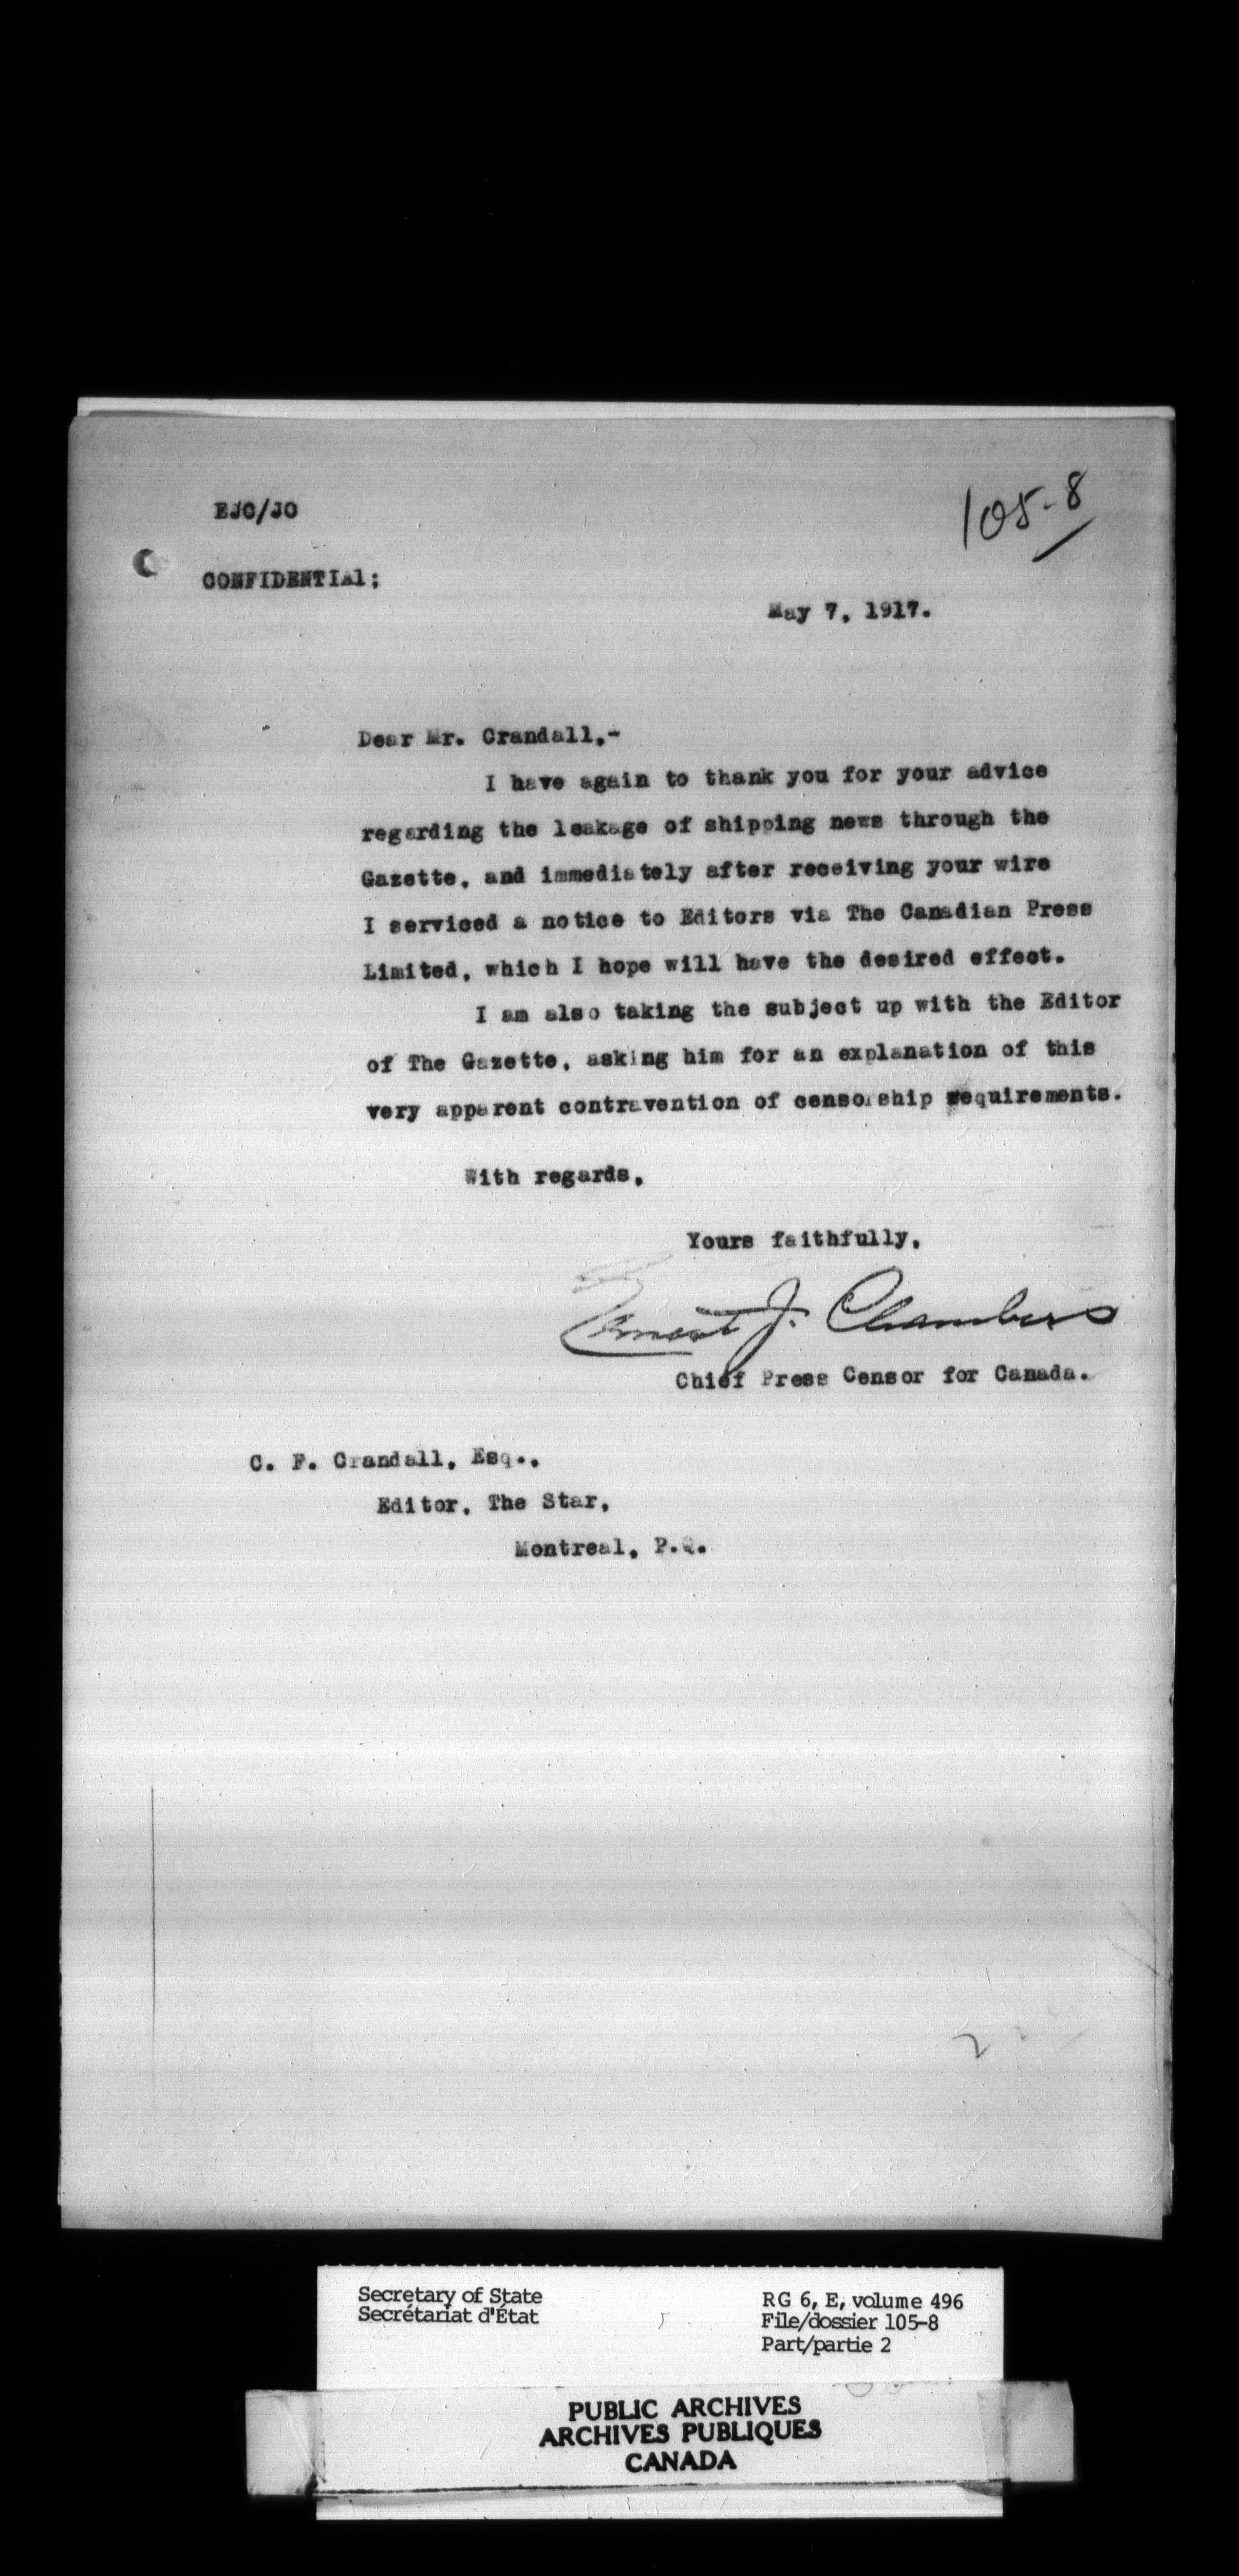 EJC/JO
105-8
CONFIDENTIAl;
May 7, 1917.
Dear Mr. Crandall,-
I have again to thank you for your advice
regarding the leakage of shipping news through the
Gazette, and immediately after receiving your wire
I serviced a notice to Editors via The Canadian Press
Limited, which I hope will have the desired effect.
I am also taking the subject up with the Editor
of The Gazette, asking him for an explanation of this
very apparent contravention of censorship requirements.
With regards,
Yours faithfully,
Ernest J. Chambers
Chief Press Censor for Canada.
C. F. Crandall, Esq.,
Editor, The Star,
Montreal, P.Q.
Secretary of State
Secrétariat d'État
RG 6, E, volume 496
File/dossier 105-8
Part/partie 2
PUBLIC ARCHIVES
ARCHIVES PUBLIQUES
CANADA